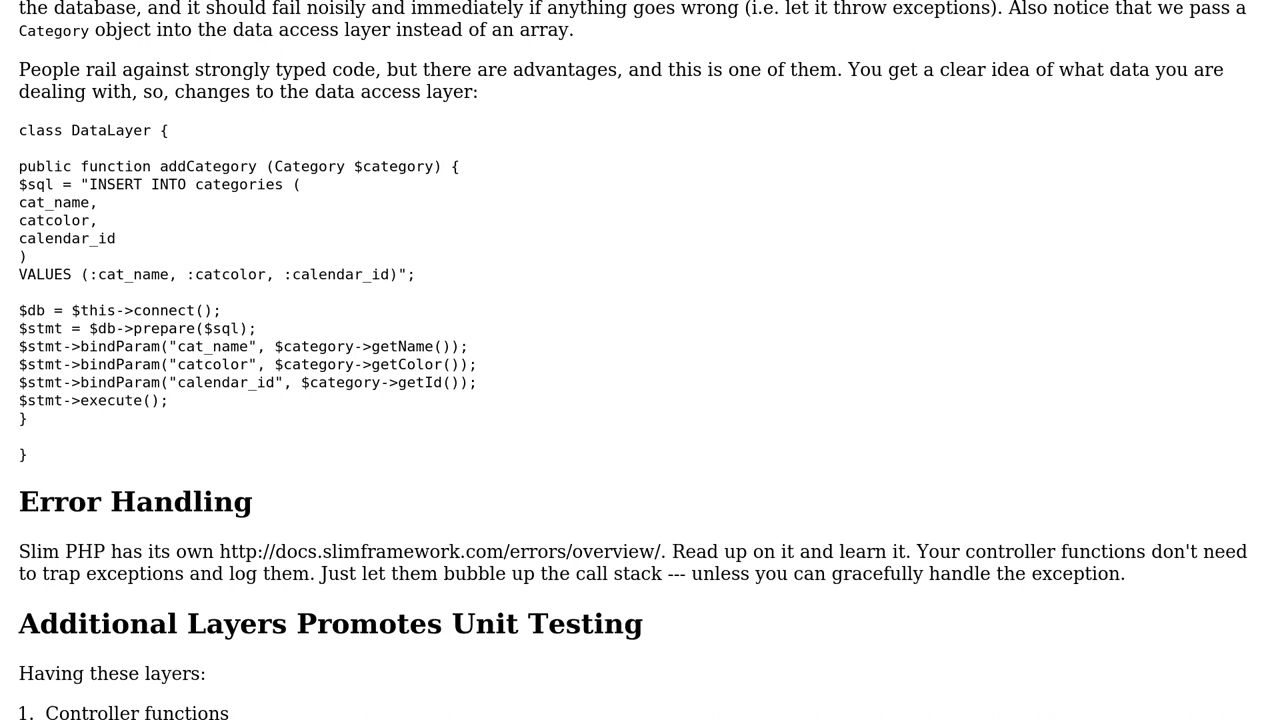 the database, and it should fail noisily and immediately if anything goes wrong (i.e. let it throw exceptions). Also notice that we pass a
Category object into the data access layer instead of an array.
People rail against strongly typed code, but there are advantages, and this is one of them. You get a clear idea of what data you are
dealing with, so, changes to the data access layer:
class DataLayer {
public function addCategory (Category $category) {
$sql = "INSERT INTO categories (
cat_name,
catcolor,
calendar_id
)
VALUES (:cat_name, :catcolor, :calendar_id)";
$db = $this->connect();
$stmt = $db->prepare($sql);
$stmt->bindParam("cat_name", $category->getName());
$stmt->bindParam("catcolor", $category->getColor());
$stmt->bindParam("calendar_id", $category->getId());
$stmt->execute();
}
}
Error Handling
Slim PHP has its own http://docs.slimframework.com/errors/overview/. Read up on it and learn it. Your controller functions don't need
to trap exceptions and log them. Just let them bubble up the call stack --- unless you can gracefully handle the exception.
Additional Layers Promotes Unit Testing
Having these layers:
1. Controller functions